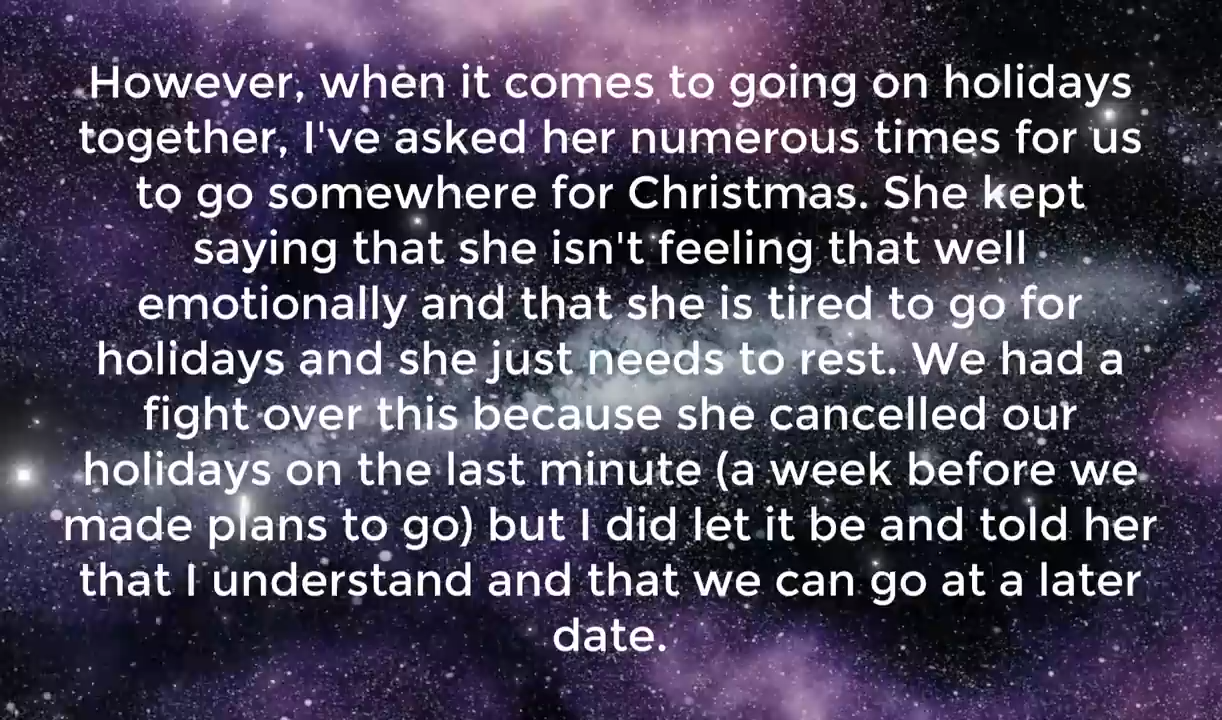 However, when it comes to going on holidays
together, I've asked her numerous times for us
to go somewhere for Christmas. She kept
saying that she isn't feeling that well
emotionally and that she is tired to go for
holidays and she just needs to rest. We had a
fight over this because she cancelled our
holidays on the last minute (a week before we
made plans to go) but I did let it be and told her
that I understand and that we can go at a later
date.